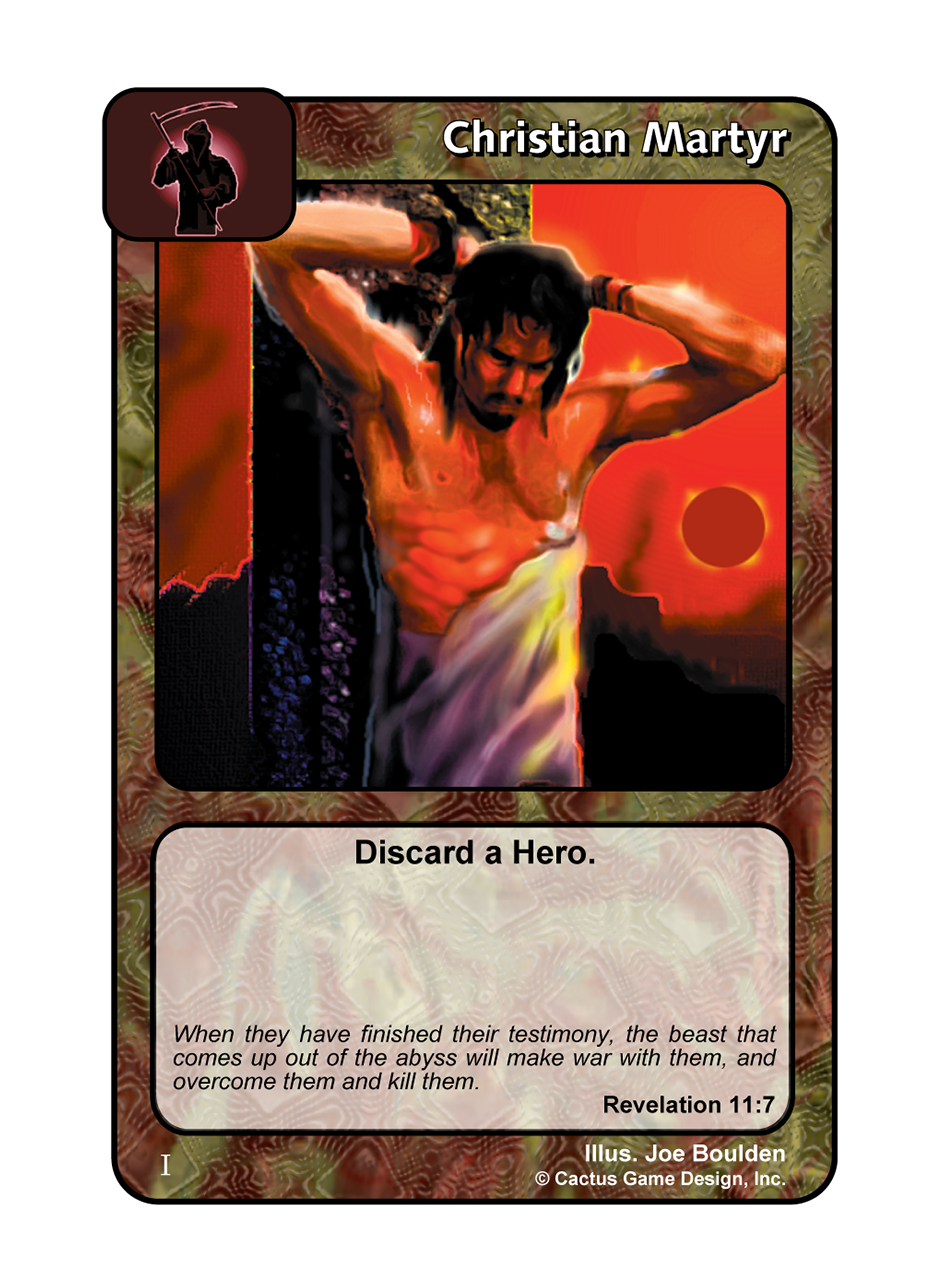 Christian Martyr
Discard a Hero.
When they have finished their testimony, the beast that
comes up out of the abyss will make war with them, and
overcome them and kill them.
Revelation 11:7
I
Illus. Joe Boulden
© Cactus Game Design, Inc.